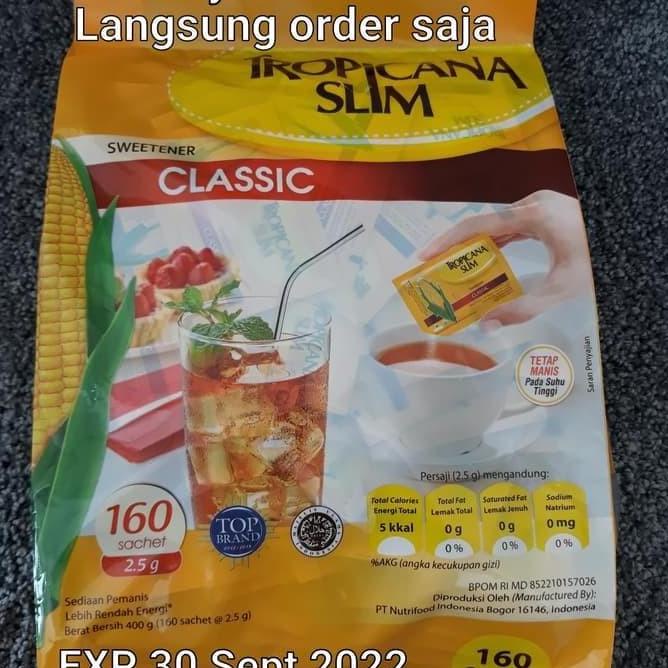 Langsung order saja
TROPICANA
SLIM
SWEETENER
CLASSIC
TROPICANA
SLIM
CLASSIC
TETAP
MANIS
Pada Suhu
Tinggi
Saran Penyajian
Persaji (2.5 g) mengandung:
Total Calories
Energi Total
5 kkal
Total Fat
Lemak Total
0 g
0 %
Saturated Fat
Lemak Jenuh
0 g
0 %
Sodium
Natrium
0 mg
0 %
%AKG (angka kecukupan gizi)
160
sachet
2.5 g
TOP
BRAND
BPOM RI MD 852210157026
Diproduksi Oleh (Manufactured By):
PT Nutrifood Indonesia Bogor 16146, Indonesia
Sediaan Pemanis
Lebih Rendah Energi*
Berat Bersih 400 g (160 sachet @ 2.5 g)
EXP 30 Sept 2022
160